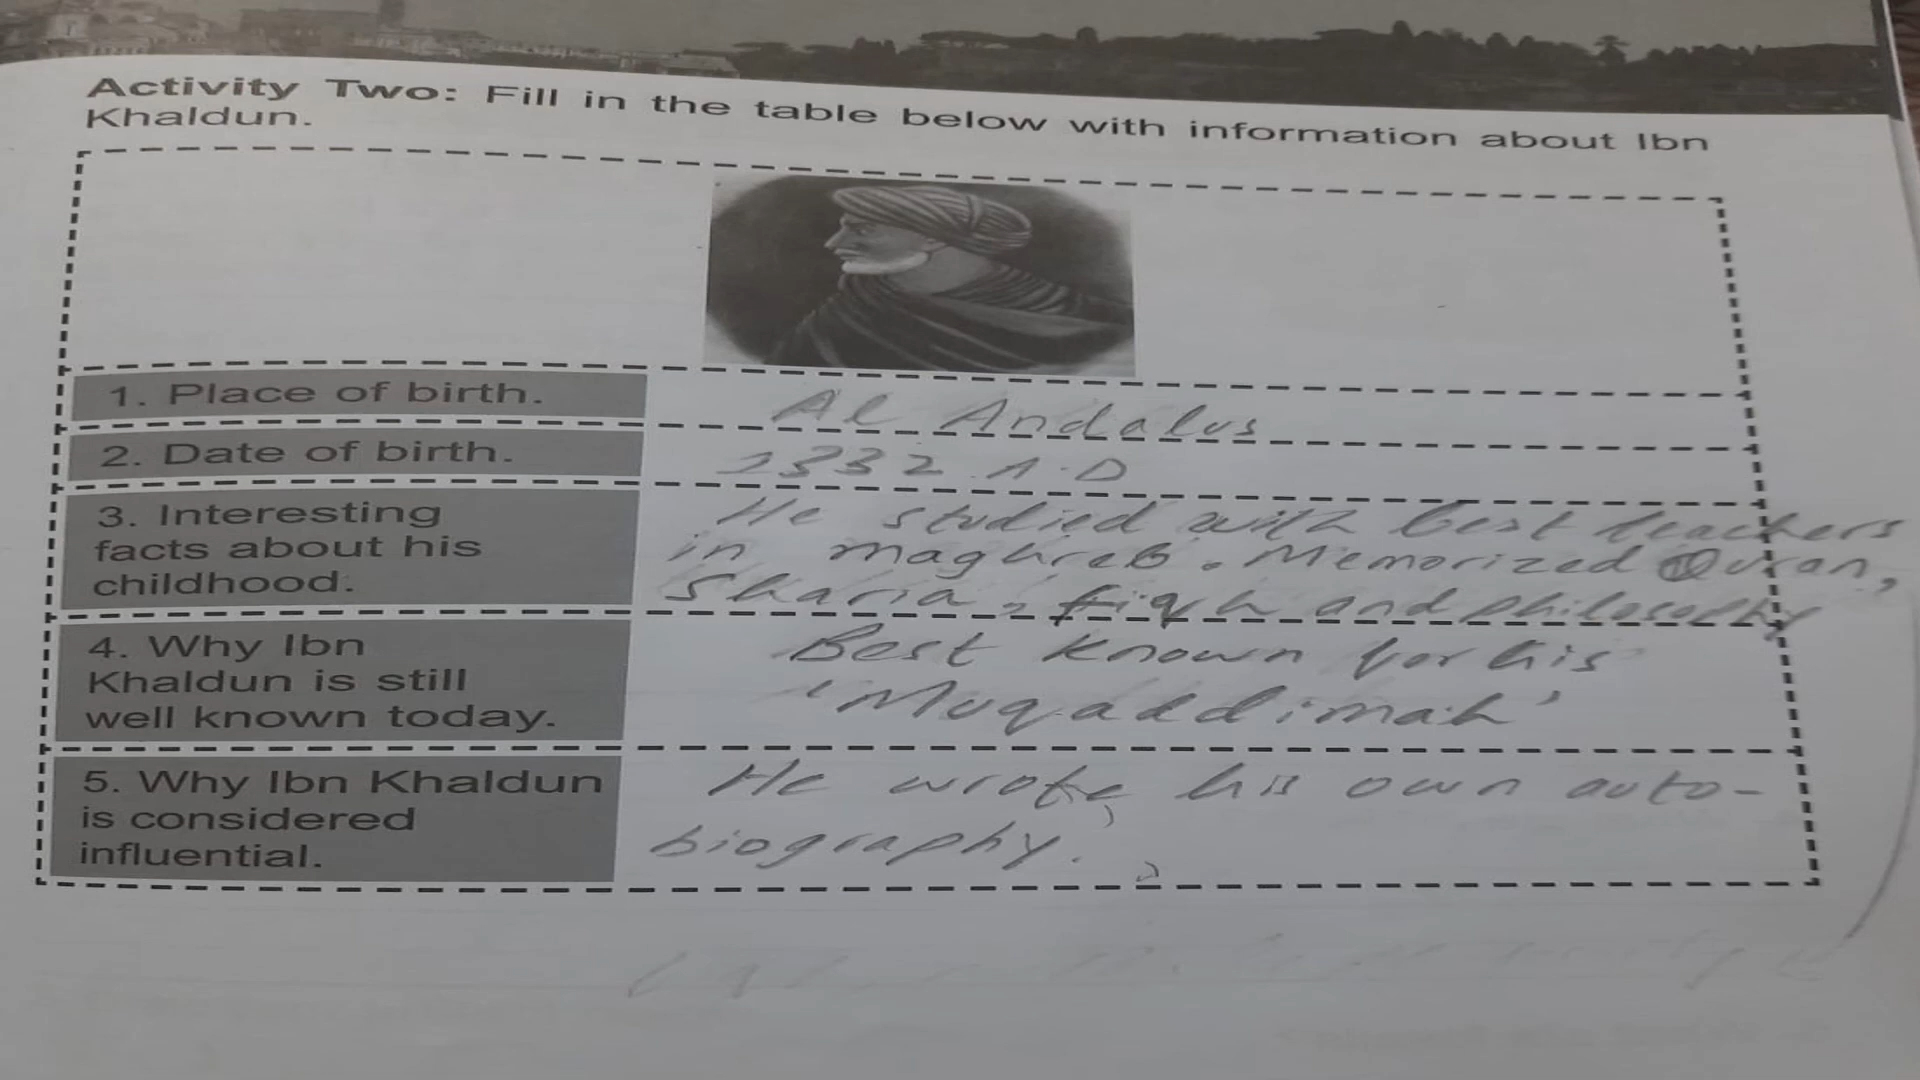 Activity Two: Fill in the table below with information about Ibn
Khaldun.
1. Place of birth.
Al Andalus
2. Date of birth.
1332 A.D
3. Interesting
facts about his
childhood.
He studied with best teachers
in maghreb. Memorized Quran,
Sharia, fiqh and philosophy
4. Why Ibn
Khaldun is still
well known today.
Best known for his
'Muqaddimah'
5. Why Ibn Khaldun
is considered
influential.
He wrote his own auto-
biography.